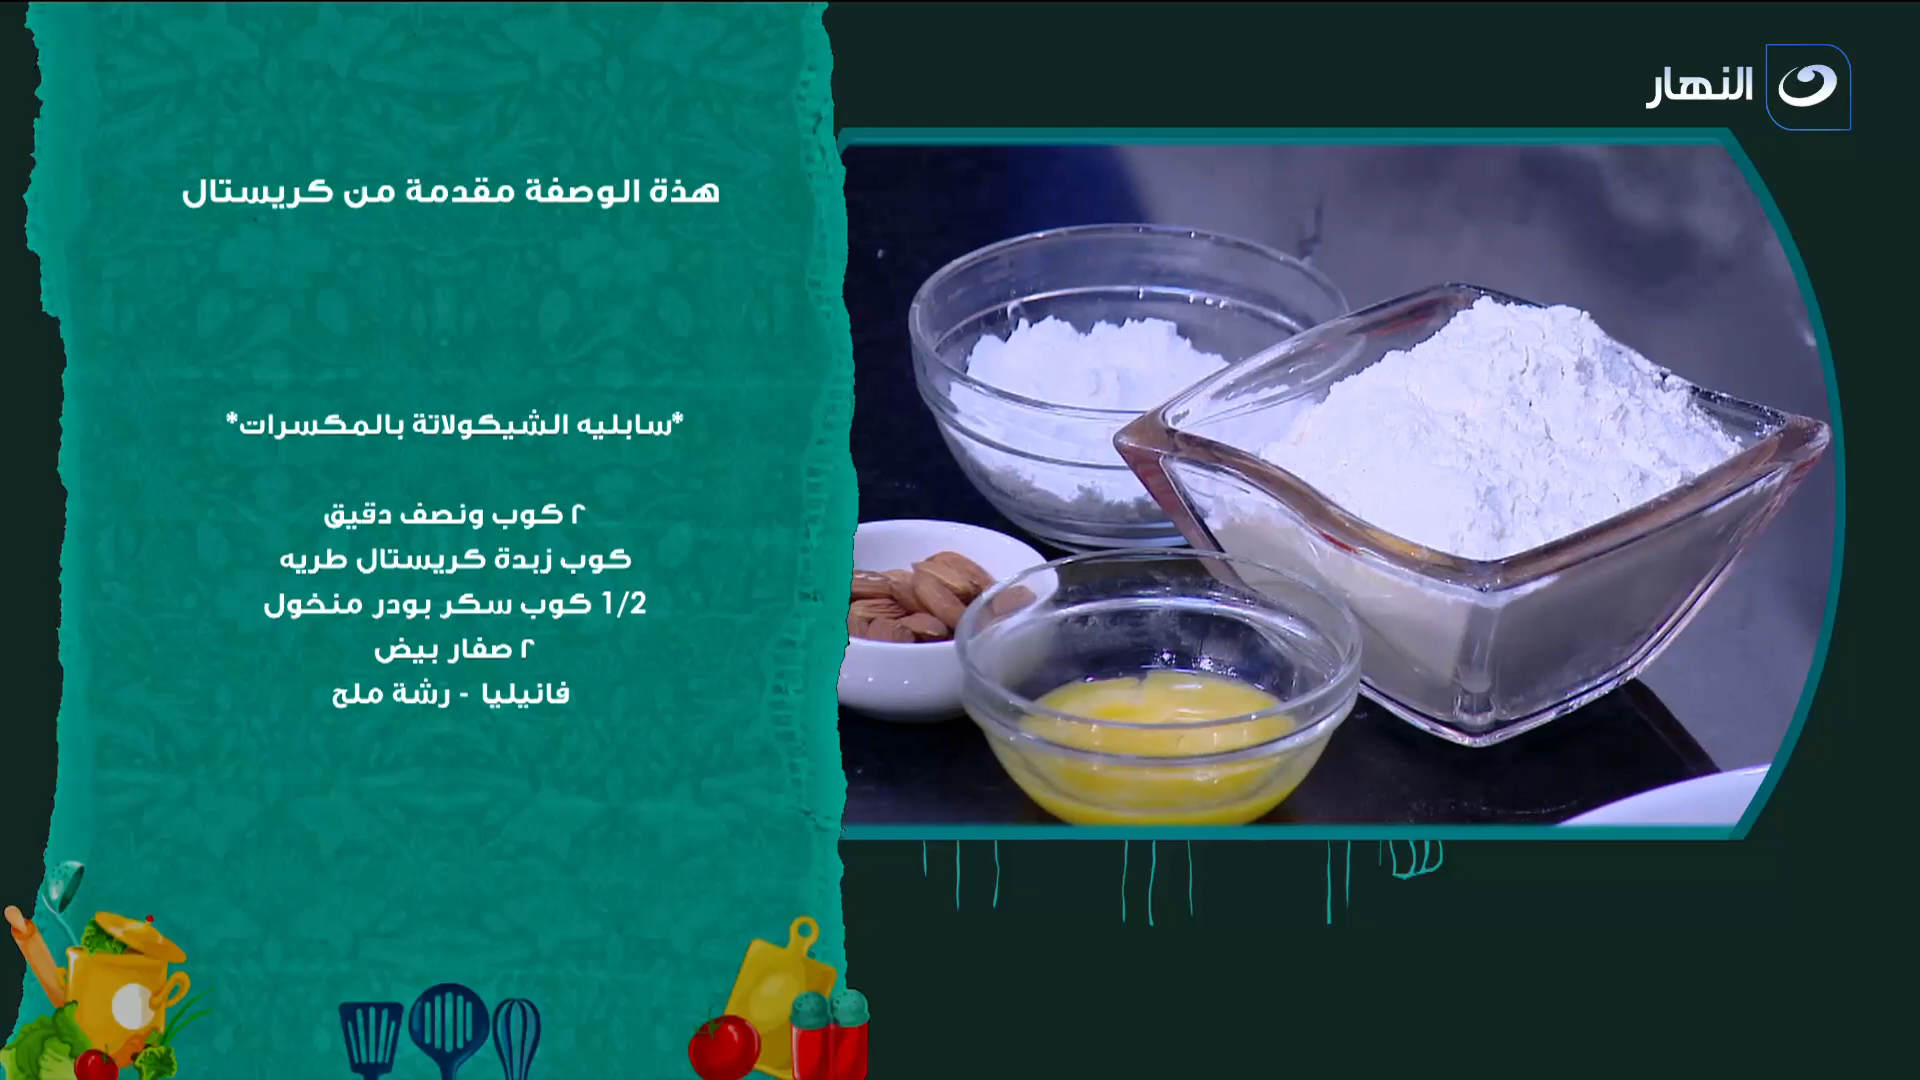 النهار
هذة الوصفة مقدمة من كريستال
*سابليه الشيكولاتة بالمكسرات*
٢ كوب ونصف دقيق
كوب زبدة كريستال طريه
1/2 كوب سكر بودر منخول
٢ صفار بيض
فانيليا - رشة ملح